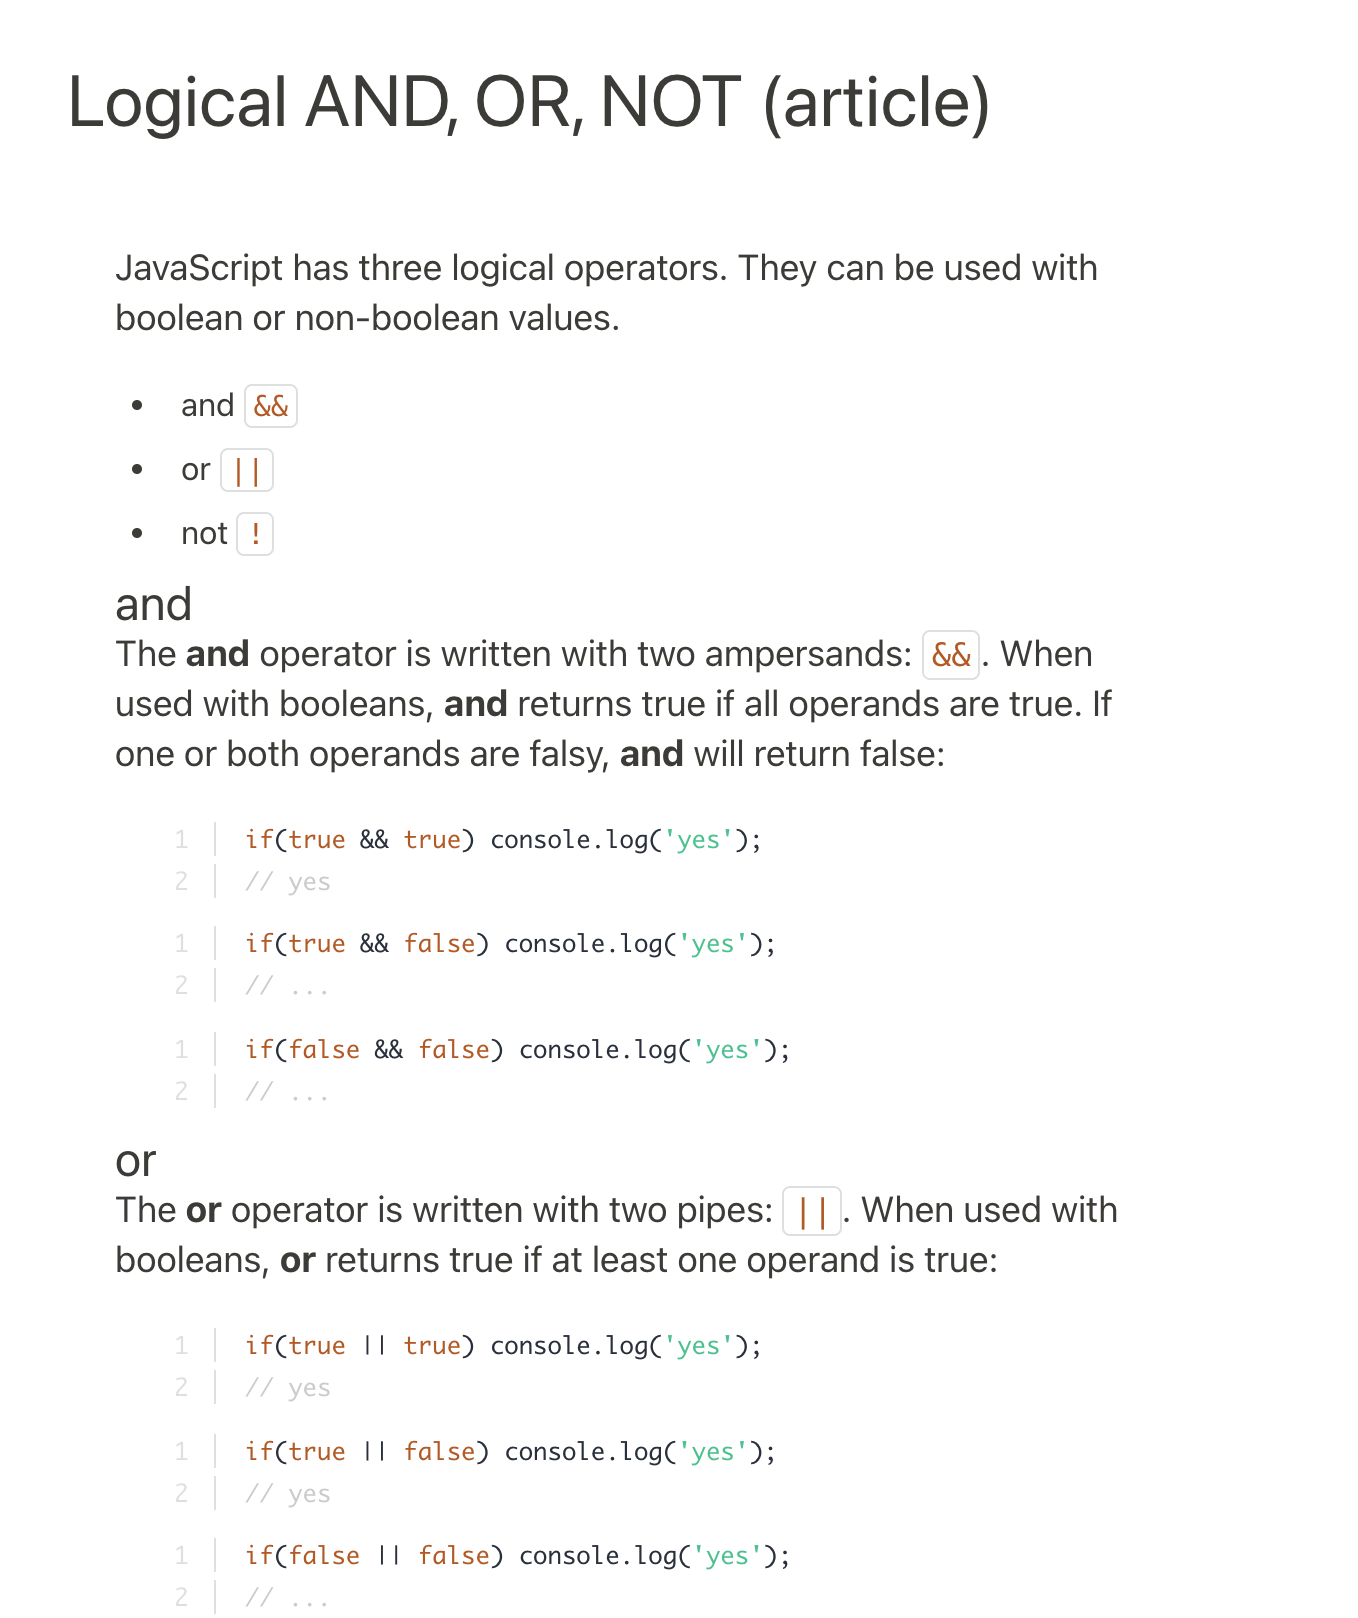 Logical AND, OR, NOT (article)
JavaScript has three logical operators. They can be used with
boolean or non-boolean values.
• and &&
• or ||
• not !
and
The and operator is written with two ampersands: &&. When
used with booleans, and returns true if all operands are true. If
one or both operands are falsy, and will return false:
1 if(true && true) console.log('yes');
2 // yes
1 if(true && false) console.log('yes');
2 // ...
1 if(false && false) console.log('yes');
2 // ...
or
The or operator is written with two pipes: ||. When used with
booleans, or returns true if at least one operand is true:
1 if(true || true) console.log('yes');
2 // yes
1 if(true || false) console.log('yes');
2 // yes
1 if(false || false) console.log('yes');
2 // ...